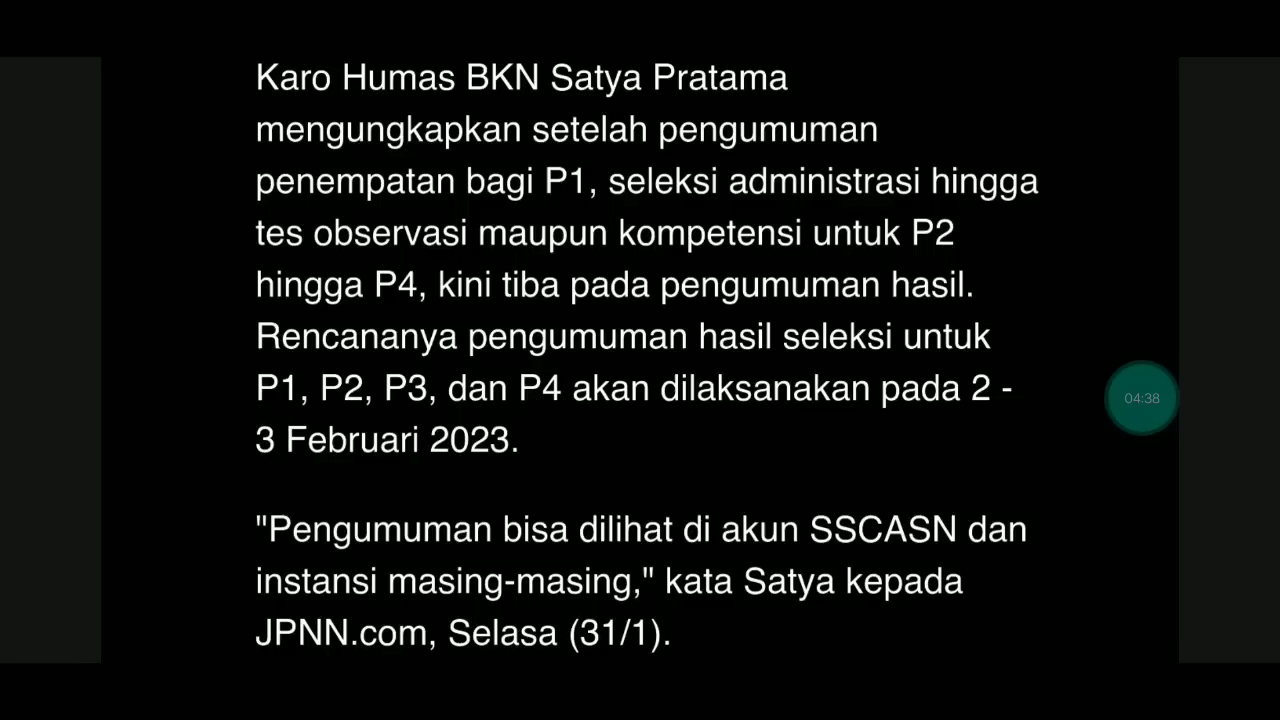 Karo Humas BKN Satya Pratama
mengungkapkan setelah pengumuman
penempatan bagi P1, seleksi administrasi hingga
tes observasi maupun kompetensi untuk P2
hingga P4, kini tiba pada pengumuman hasil.
Rencananya pengumuman hasil seleksi untuk
P1, P2, P3, dan P4 akan dilaksanakan pada 2 -
3 Februari 2023.
"Pengumuman bisa dilihat di akun SSCASN dan
instansi masing-masing," kata Satya kepada
JPNN.com, Selasa (31/1).
04:38